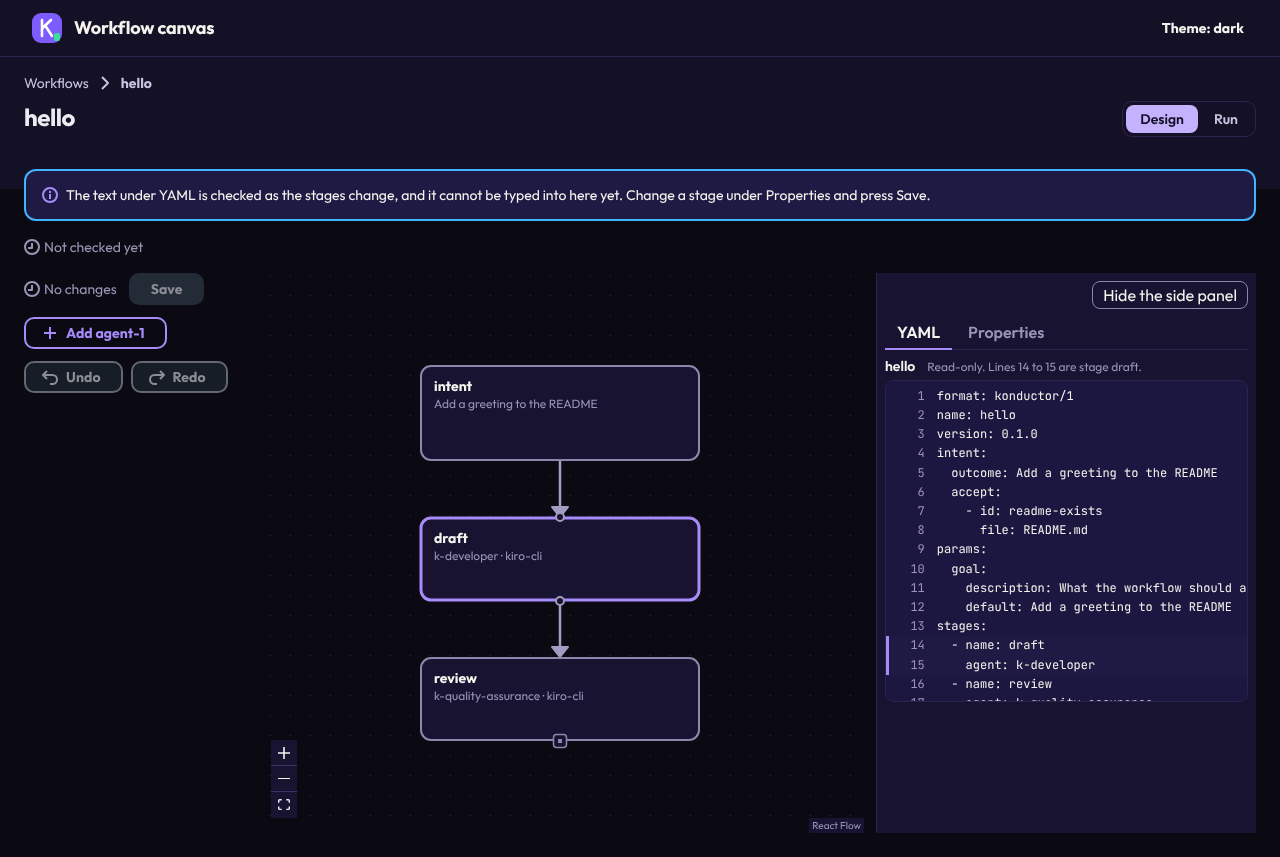 K Workflow canvas
Theme: dark
Workflows > hello
hello
Design Run
The text under YAML is checked as the stages change, and it cannot be typed into here yet. Change a stage under Properties and press Save.
Not checked yet
No changes Save
+ Add agent-1
Undo Redo
intent
Add a greeting to the README
draft
k-developer · kiro-cli
review
k-quality-assurance · kiro-cli
React Flow
Hide the side panel
YAML Properties
hello Read-only. Lines 14 to 15 are stage draft.
1 format: konductor/1
2 name: hello
3 version: 0.1.0
4 intent:
5 outcome: Add a greeting to the README
6 accept:
7 - id: readme-exists
8 file: README.md
9 params:
10 goal:
11 description: What the workflow should a
12 default: Add a greeting to the README
13 stages:
14 - name: draft
15 agent: k-developer
16 - name: review
17 agent: k-quality-assurance